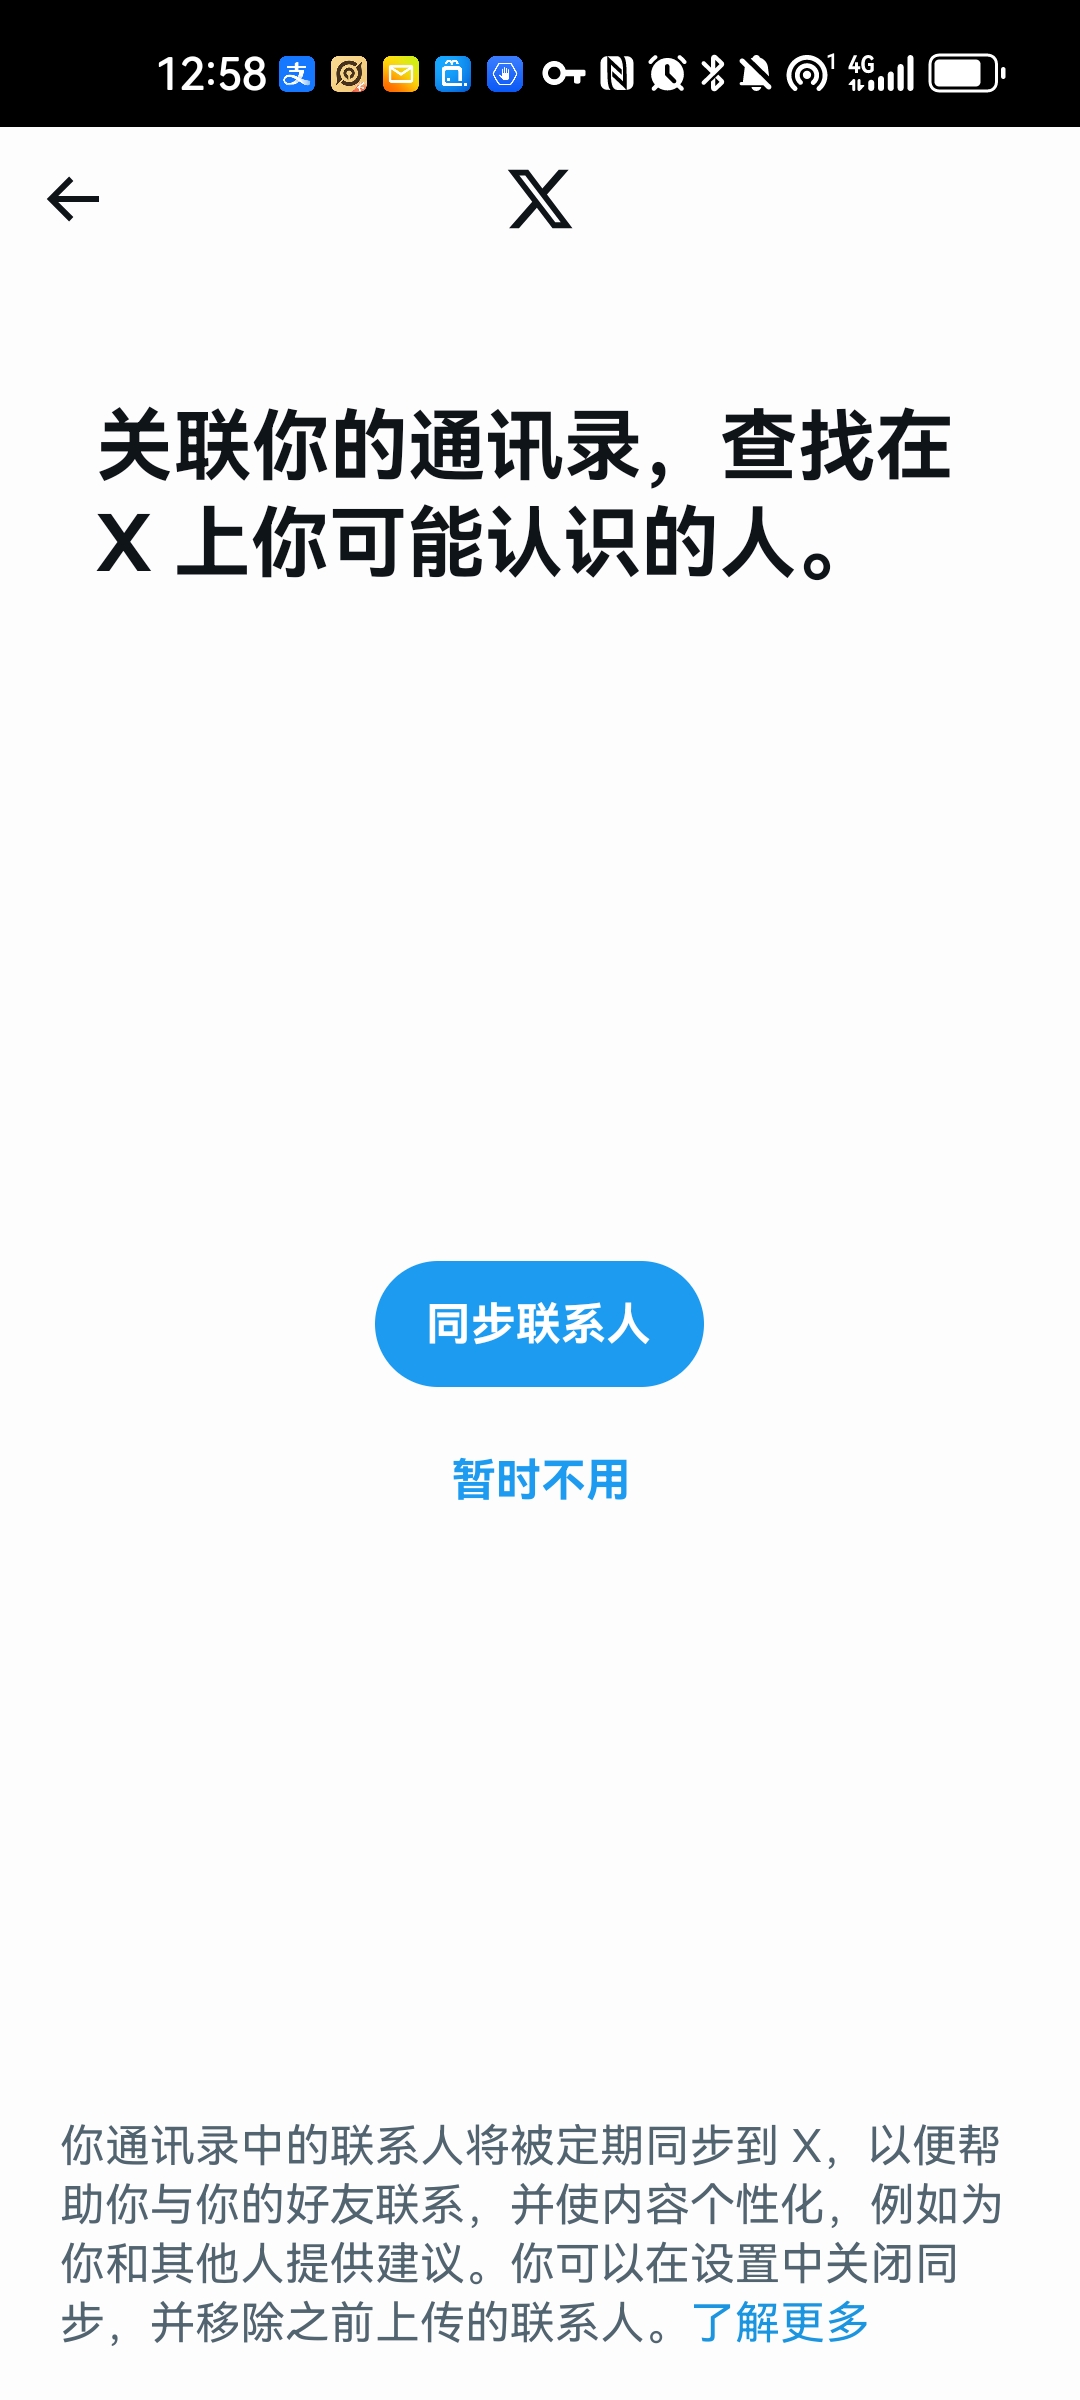 12:58
4G
1
关联你的通讯录，查找在
X 上你可能认识的人。
同步联系人
暂时不用
你通讯录中的联系人将被定期同步到 X，以便帮
助你与你的好友联系，并使内容个性化，例如为
你和其他人提供建议。你可以在设置中关闭同
步，并移除之前上传的联系人。了解更多